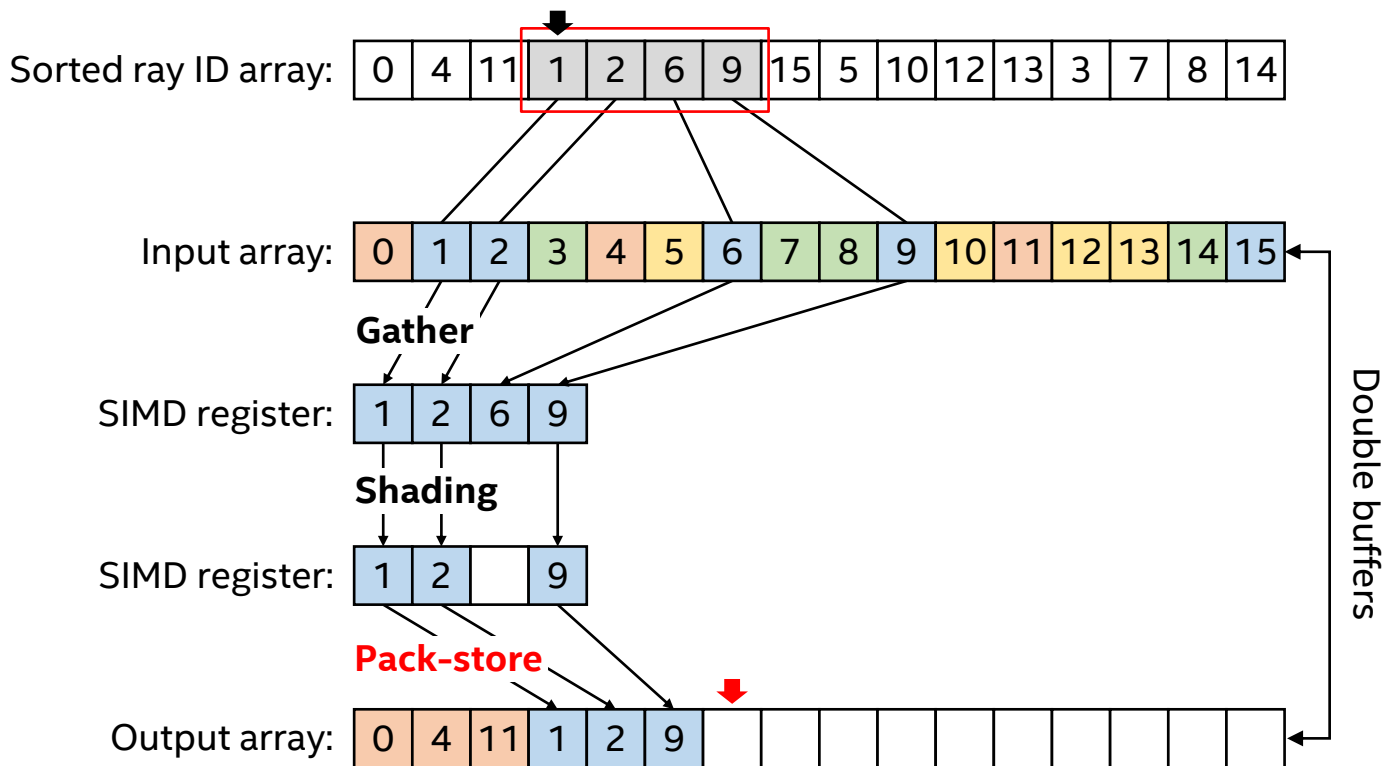 Sorted ray ID array: 0 4 11 1 2 6 9 15 5 10 12 13 3 7 8 14
Input array: 0 1 2 3 4 5 6 7 8 9 10 11 12 13 14 15
Gather
SIMD register: 1 2 6 9
Shading
SIMD register: 1 2 9
Pack-store
Output array: 0 4 11 1 2 9
Double buffers